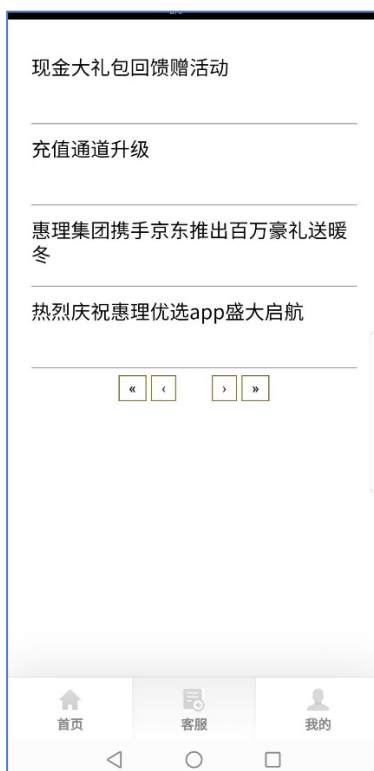 现金大礼包回馈赠活动
充值通道升级
惠理集团携手京东推出百万豪礼送暖
冬
热烈庆祝惠理优选app盛大启航
« ‹ › »
首页 客服 我的